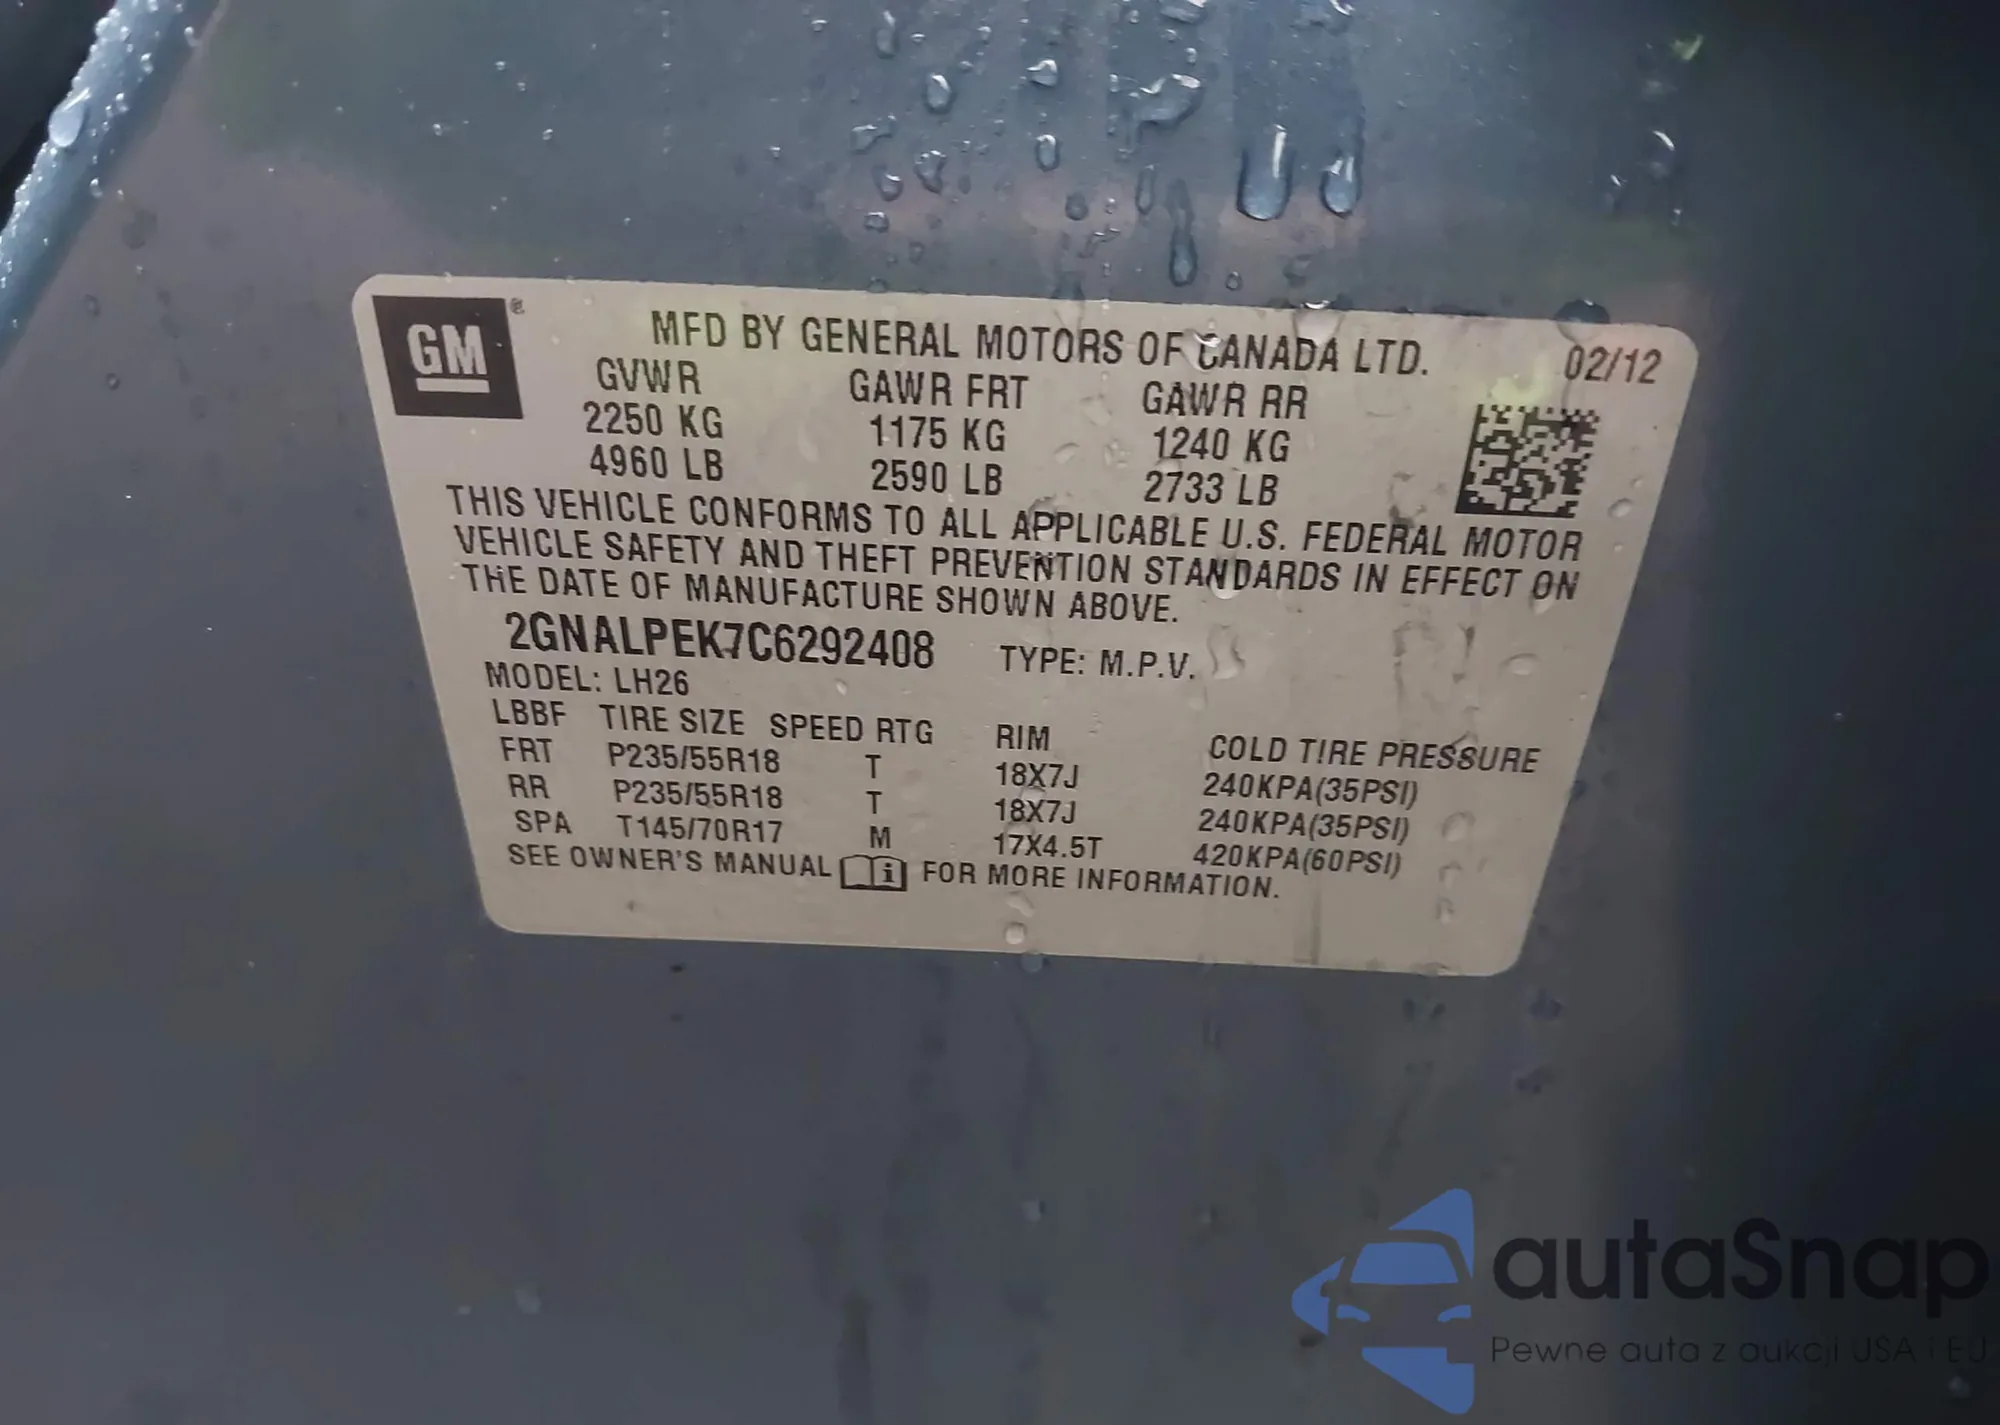 GM ®
MFD BY GENERAL MOTORS OF CANADA LTD. 02/12
GVWR GAWR FRT GAWR RR
2250 KG 1175 KG 1240 KG
4960 LB 2590 LB 2733 LB
THIS VEHICLE CONFORMS TO ALL APPLICABLE U.S. FEDERAL MOTOR
VEHICLE SAFETY AND THEFT PREVENTION STANDARDS IN EFFECT ON
THE DATE OF MANUFACTURE SHOWN ABOVE.
2GNALPEK7C6292408 TYPE: M.P.V.
MODEL: LH26
LBBF TIRE SIZE SPEED RTG RIM COLD TIRE PRESSURE
FRT P235/55R18 T 18X7J 240KPA(35PSI)
RR P235/55R18 T 18X7J 240KPA(35PSI)
SPA T145/70R17 M 17X4.5T 420KPA(60PSI)
SEE OWNER'S MANUAL i FOR MORE INFORMATION.
autaSnap
Pewne auta z aukcji USA i EU